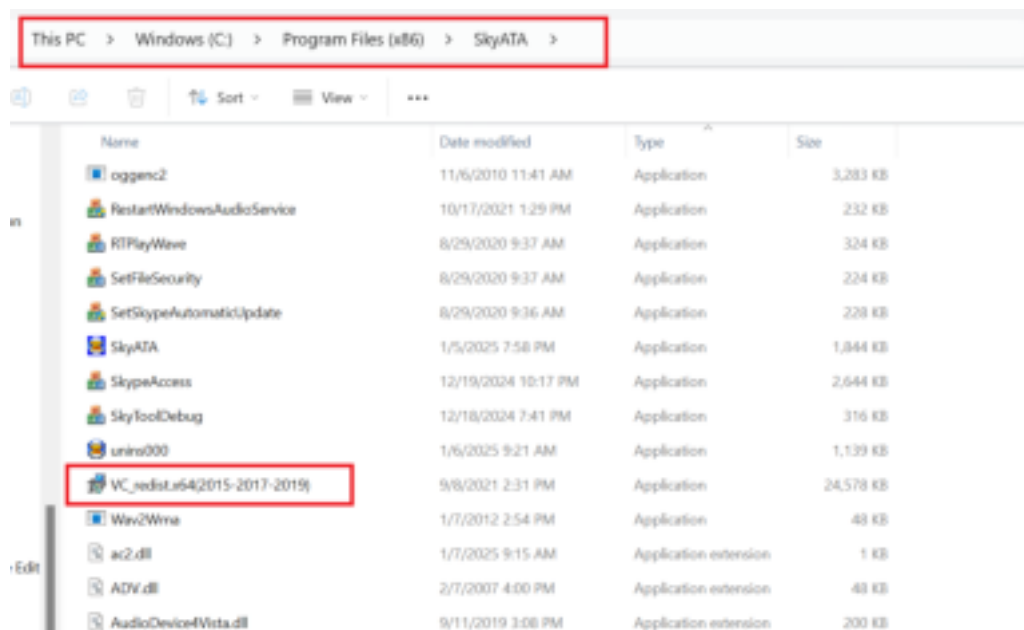 This PC > Windows (C:) > Program Files (x86) > SkyATA >
Sort View ...
Name Date modified Type Size
oggenc2 11/6/2010 11:41 AM Application 3,283 KB
RestartWindowsAudioService 10/17/2021 1:29 PM Application 232 KB
RTPlayWave 8/29/2020 9:37 AM Application 324 KB
SetFileSecurity 8/29/2020 9:37 AM Application 224 KB
SetSkypeAutomaticUpdate 8/29/2020 9:36 AM Application 228 KB
SkyATA 1/5/2025 7:58 PM Application 1,844 KB
SkypeAccess 12/19/2024 10:17 PM Application 2,644 KB
SkyToolDebug 12/18/2024 7:41 PM Application 316 KB
unins000 1/6/2025 9:21 AM Application 1,139 KB
VC_redist.x64(2015-2017-2019) 9/8/2021 2:31 PM Application 24,578 KB
Wav2Wma 1/7/2012 2:54 PM Application 48 KB
ac2.dll 1/7/2025 9:15 AM Application extension 1 KB
Edit
ADV.dll 2/7/2007 4:00 PM Application extension 48 KB
AudioDevice4Vista.dll 9/11/2019 3:08 PM Application extension 200 KB